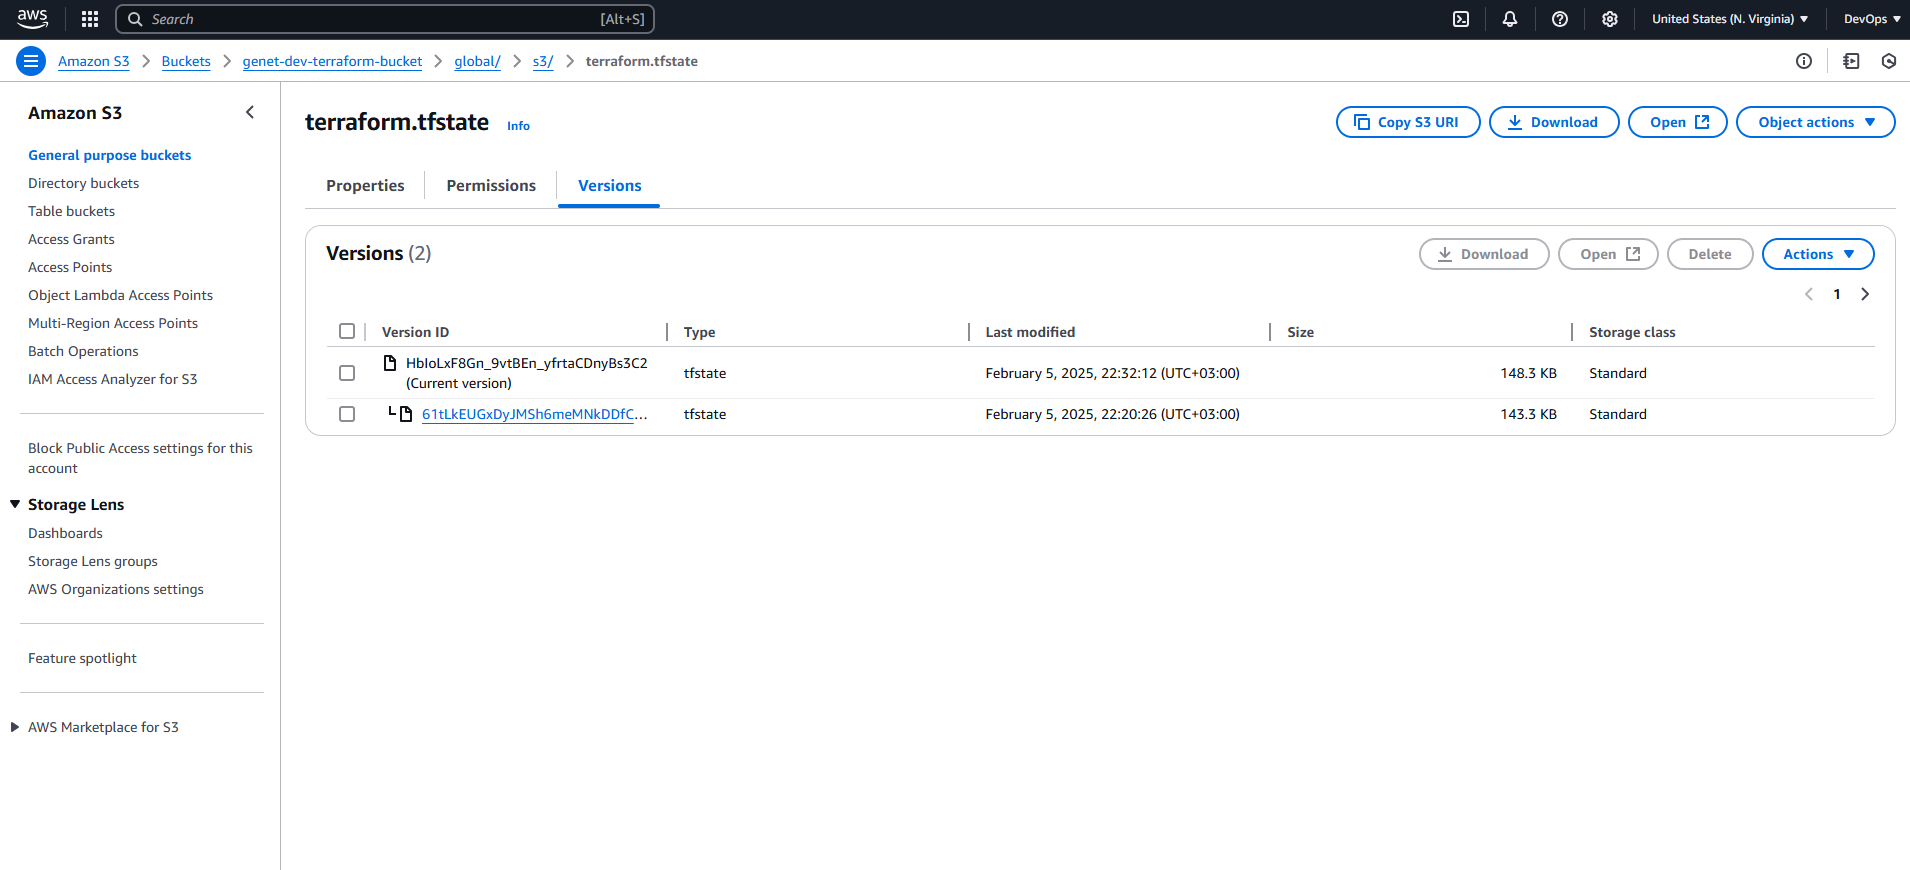 aws
Search [Alt+S]
United States (N. Virginia)
DevOps
Amazon S3
Buckets
genet-dev-terraform-bucket
global/
s3/
terraform.tfstate
Amazon S3
General purpose buckets
Directory buckets
Table buckets
Access Grants
Access Points
Object Lambda Access Points
Multi-Region Access Points
Batch Operations
IAM Access Analyzer for S3
Block Public Access settings for this
account
Storage Lens
Dashboards
Storage Lens groups
AWS Organizations settings
Feature spotlight
AWS Marketplace for S3
terraform.tfstate Info
Copy S3 URI
Download
Open
Object actions
Properties
Permissions
Versions
Versions (2)
Download
Open
Delete
Actions
1
Version ID Type Last modified Size Storage class
HbIoLxF8Gn_9vtBEn_yfrtaCDnyBs3C2
(Current version)
tfstate February 5, 2025, 22:32:12 (UTC+03:00) 148.3 KB Standard
61tLkEUGxDyJMSh6meMNkDDfC... tfstate February 5, 2025, 22:20:26 (UTC+03:00) 143.3 KB Standard